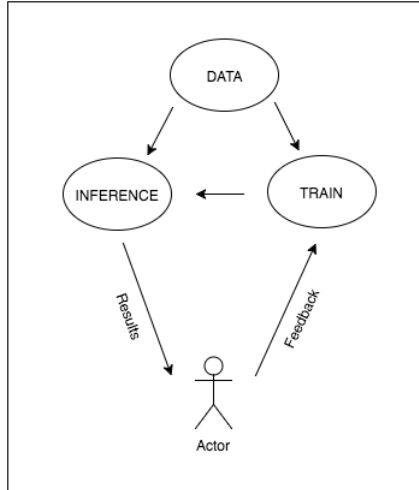 DATA
INFERENCE
TRAIN
Results
Feedback
Actor